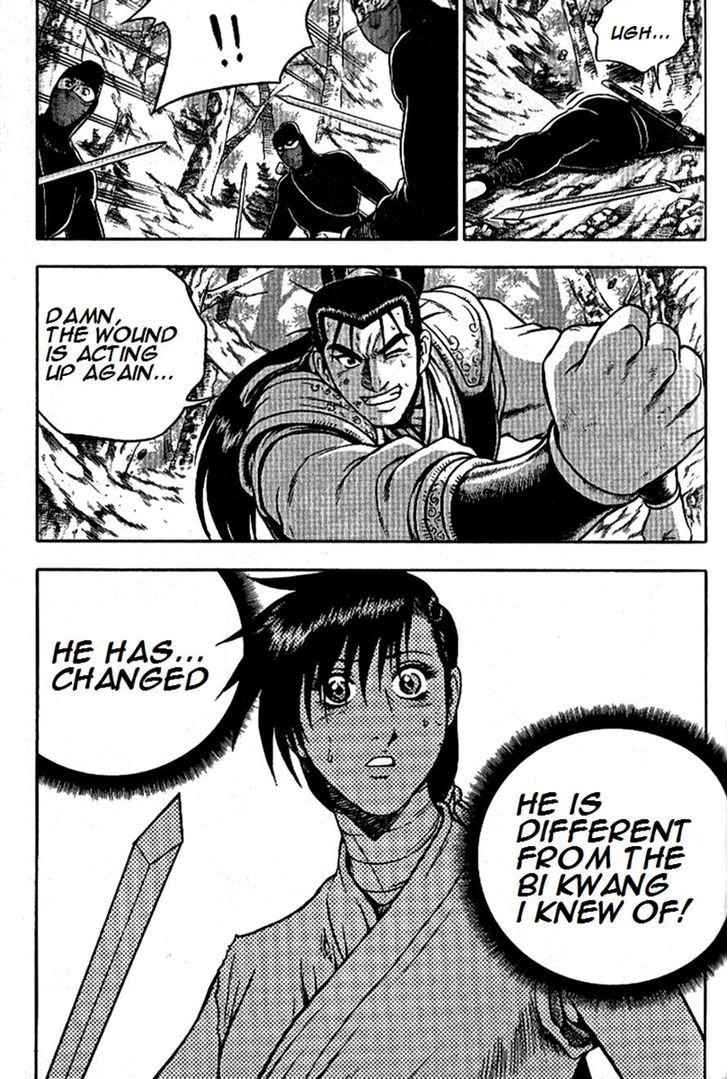 !!
UGH...
DAMN,
THE WOUND
IS ACTING
UP AGAIN...
HE HAS...
CHANGED
HE IS
DIFFERENT
FROM THE
BI KWANG
I KNEW OF!